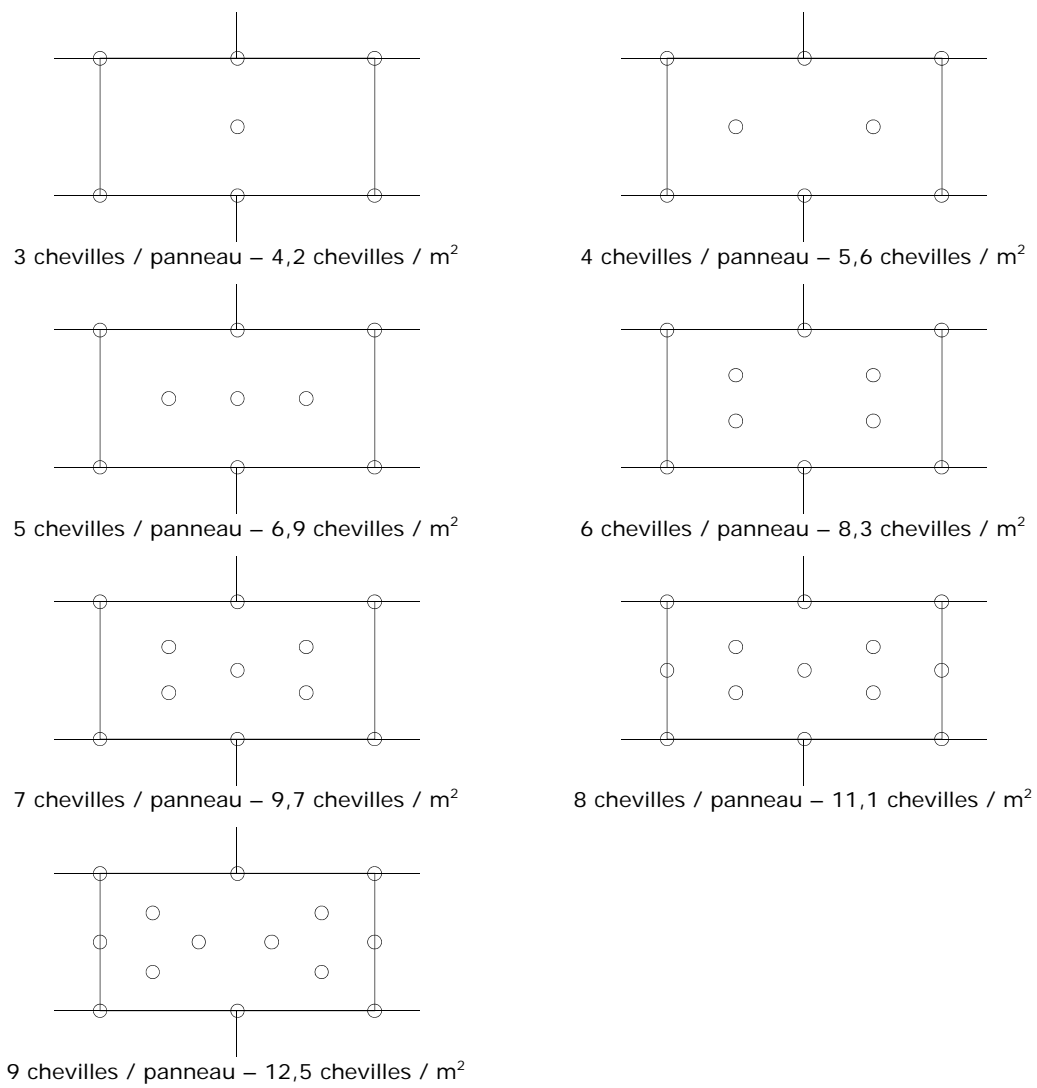 3 chevilles / panneau – 4,2 chevilles / m²
4 chevilles / panneau – 5,6 chevilles / m²
5 chevilles / panneau – 6,9 chevilles / m²
6 chevilles / panneau – 8,3 chevilles / m²
7 chevilles / panneau – 9,7 chevilles / m²
8 chevilles / panneau – 11,1 chevilles / m²
9 chevilles / panneau – 12,5 chevilles / m²